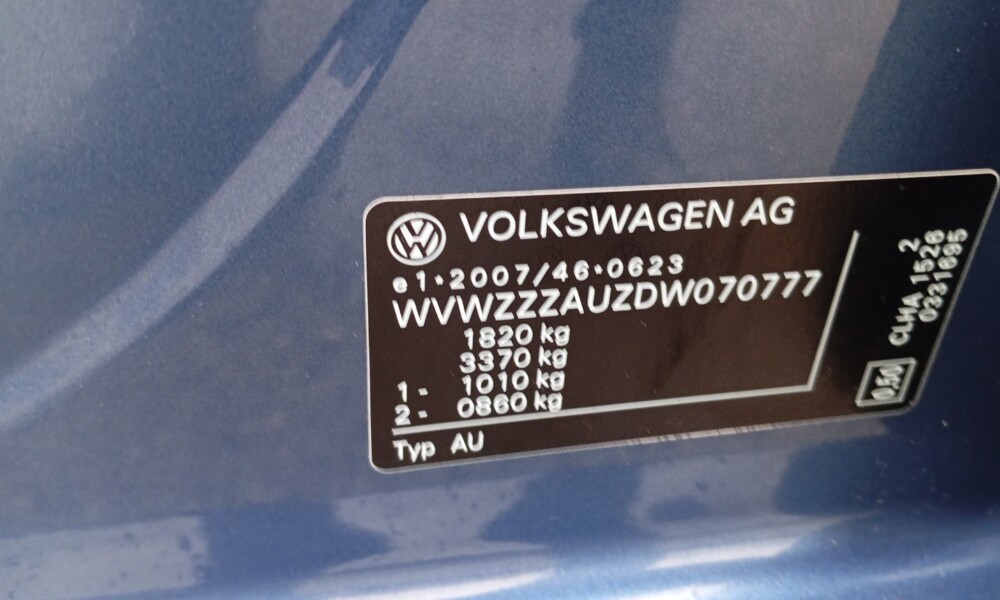 VOLKSWAGEN AG
e1*2007/46*0623
WVWZZZAUZDW070777
1820 kg
3370 kg
1- 1010 kg
2- 0860 kg
Typ AU
CLHA 1526 2
0331095
0,50